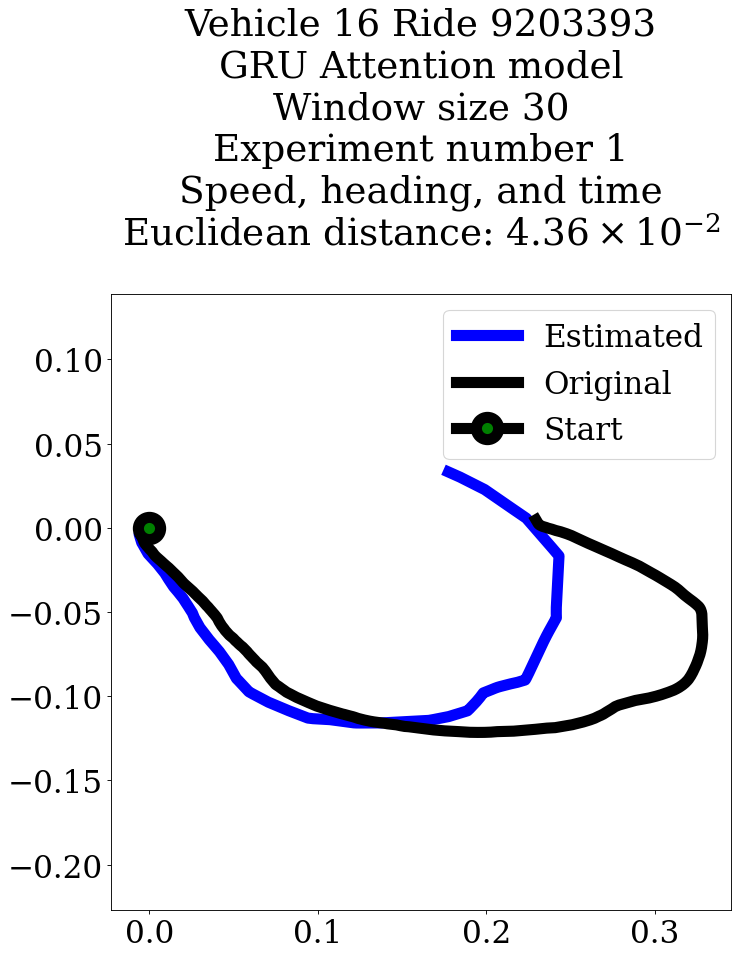 Vehicle 16 Ride 9203393
GRU Attention model
Window size 30
Experiment number 1
Speed, heading, and time
Euclidean distance: 4.36 × 10⁻²
Estimated
Original
Start
0.10
0.05
0.00
−0.05
−0.10
−0.15
−0.20
0.0 0.1 0.2 0.3